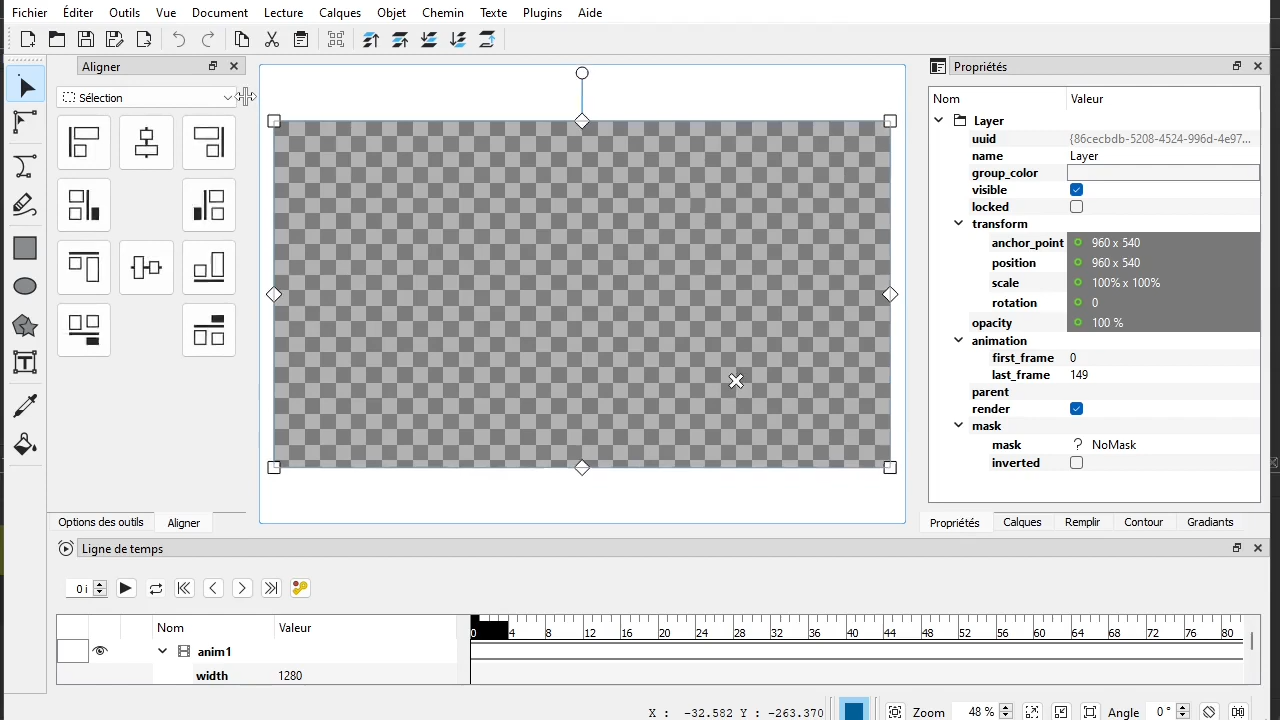 Fichier Éditer Outils Vue Document Lecture Calques Objet Chemin Texte Plugins Aide
Aligner
Sélection
Options des outils Aligner
Propriétés
Nom Valeur
Layer
uuid {86cecbdb-5208-4524-996d-4e97...
name Layer
group_color
visible
locked
transform
anchor_point 960 x 540
position 960 x 540
scale 100% x 100%
rotation 0
opacity 100 %
animation
first_frame 0
last_frame 149
parent
render
mask
mask ? NoMask
inverted
Propriétés Calques Remplir Contour Gradiants
Ligne de temps
0 i
Nom Valeur
0 4 8 12 16 20 24 28 32 36 40 44 48 52 56 60 64 68 72 76 80
anim1
width 1280
X : -32.582 Y : -263.370 Zoom 48 % Angle 0 °